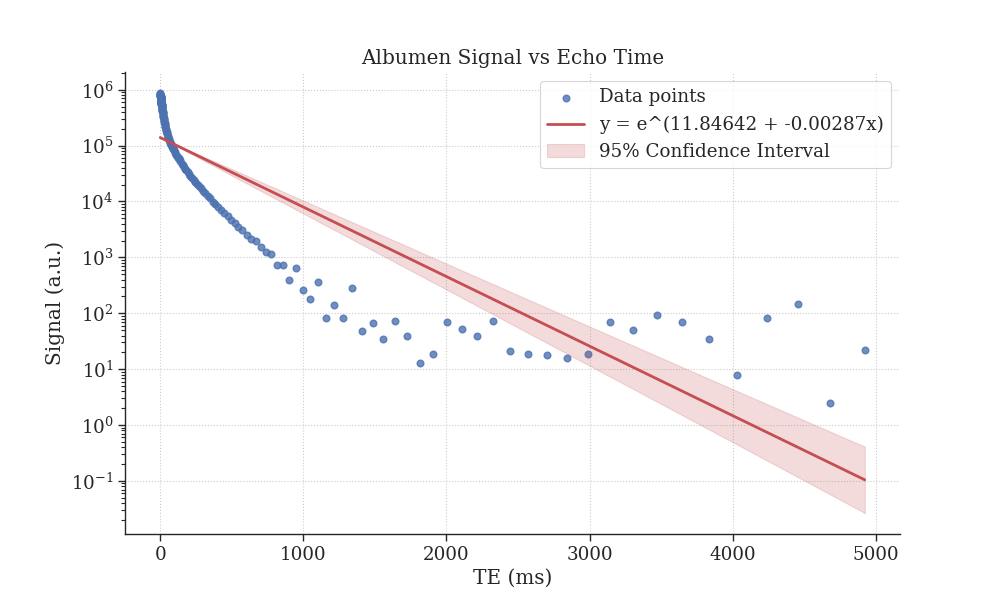 Albumen Signal vs Echo Time
Data points
y = e^(11.84642 + -0.00287x)
95% Confidence Interval
Signal (a.u.)
10^6
10^5
10^4
10^3
10^2
10^1
10^0
10^−1
0 1000 2000 3000 4000 5000
TE (ms)